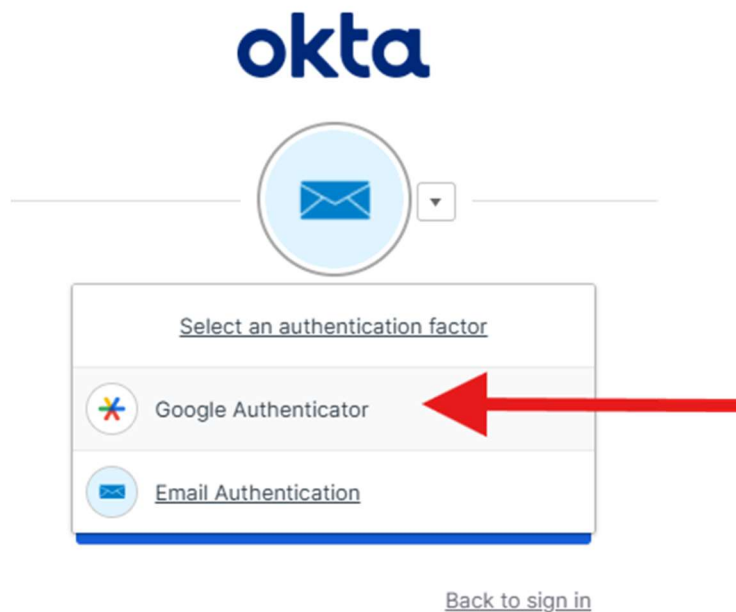 okta
Select an authentication factor
Google Authenticator
Email Authentication
Back to sign in